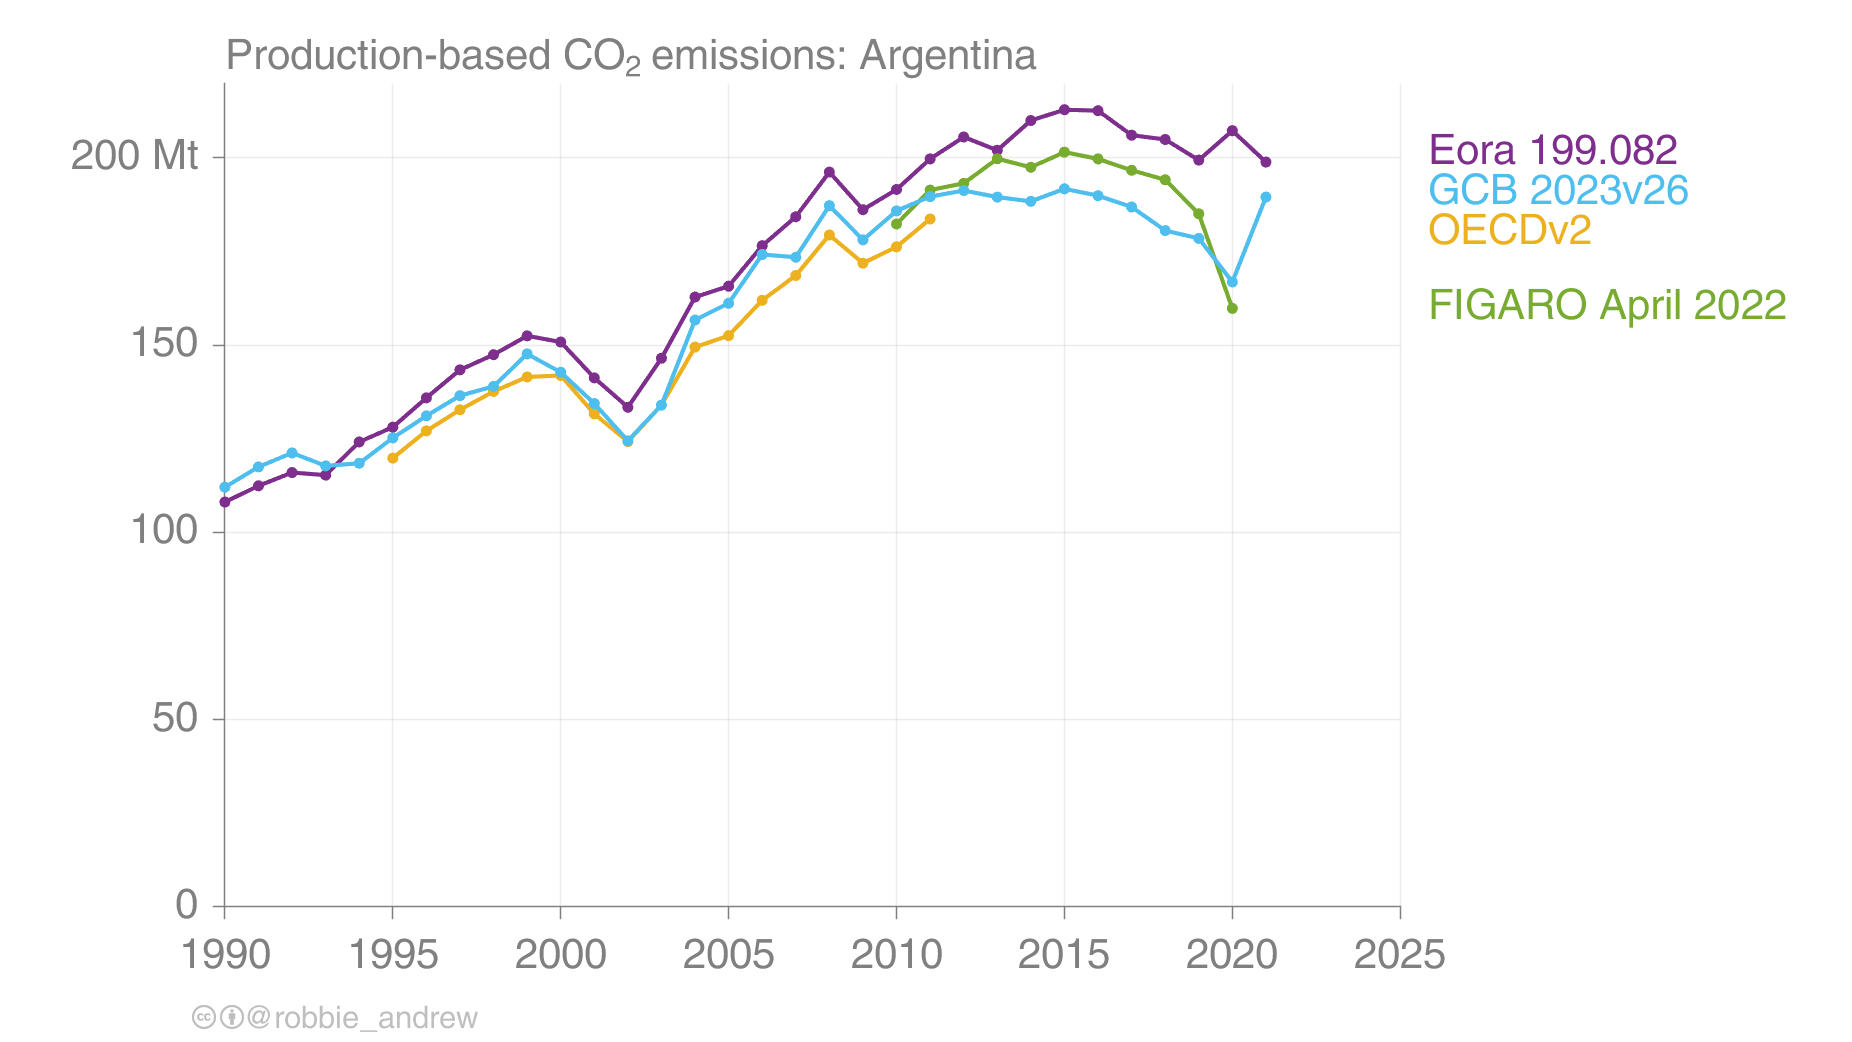 Production-based CO₂ emissions: Argentina
200 Mt
150
100
50
0
1990 1995 2000 2005 2010 2015 2020 2025
Eora 199.082
GCB 2023v26
OECDv2
FIGARO April 2022
cc @robbie_andrew